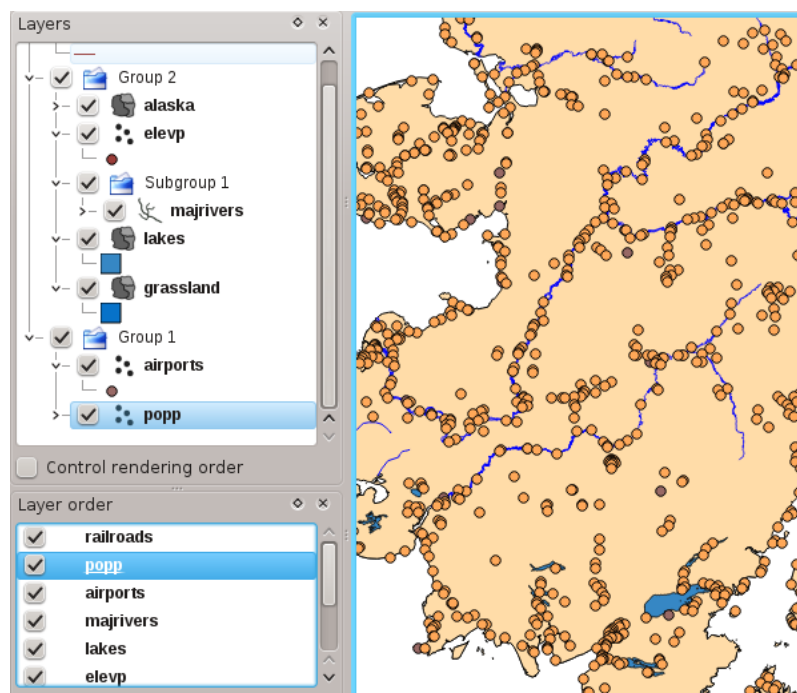 Layers
Group 2
alaska
elevp
Subgroup 1
majrivers
lakes
grassland
Group 1
airports
popp
Control rendering order
Layer order
railroads
popp
airports
majrivers
lakes
elevp